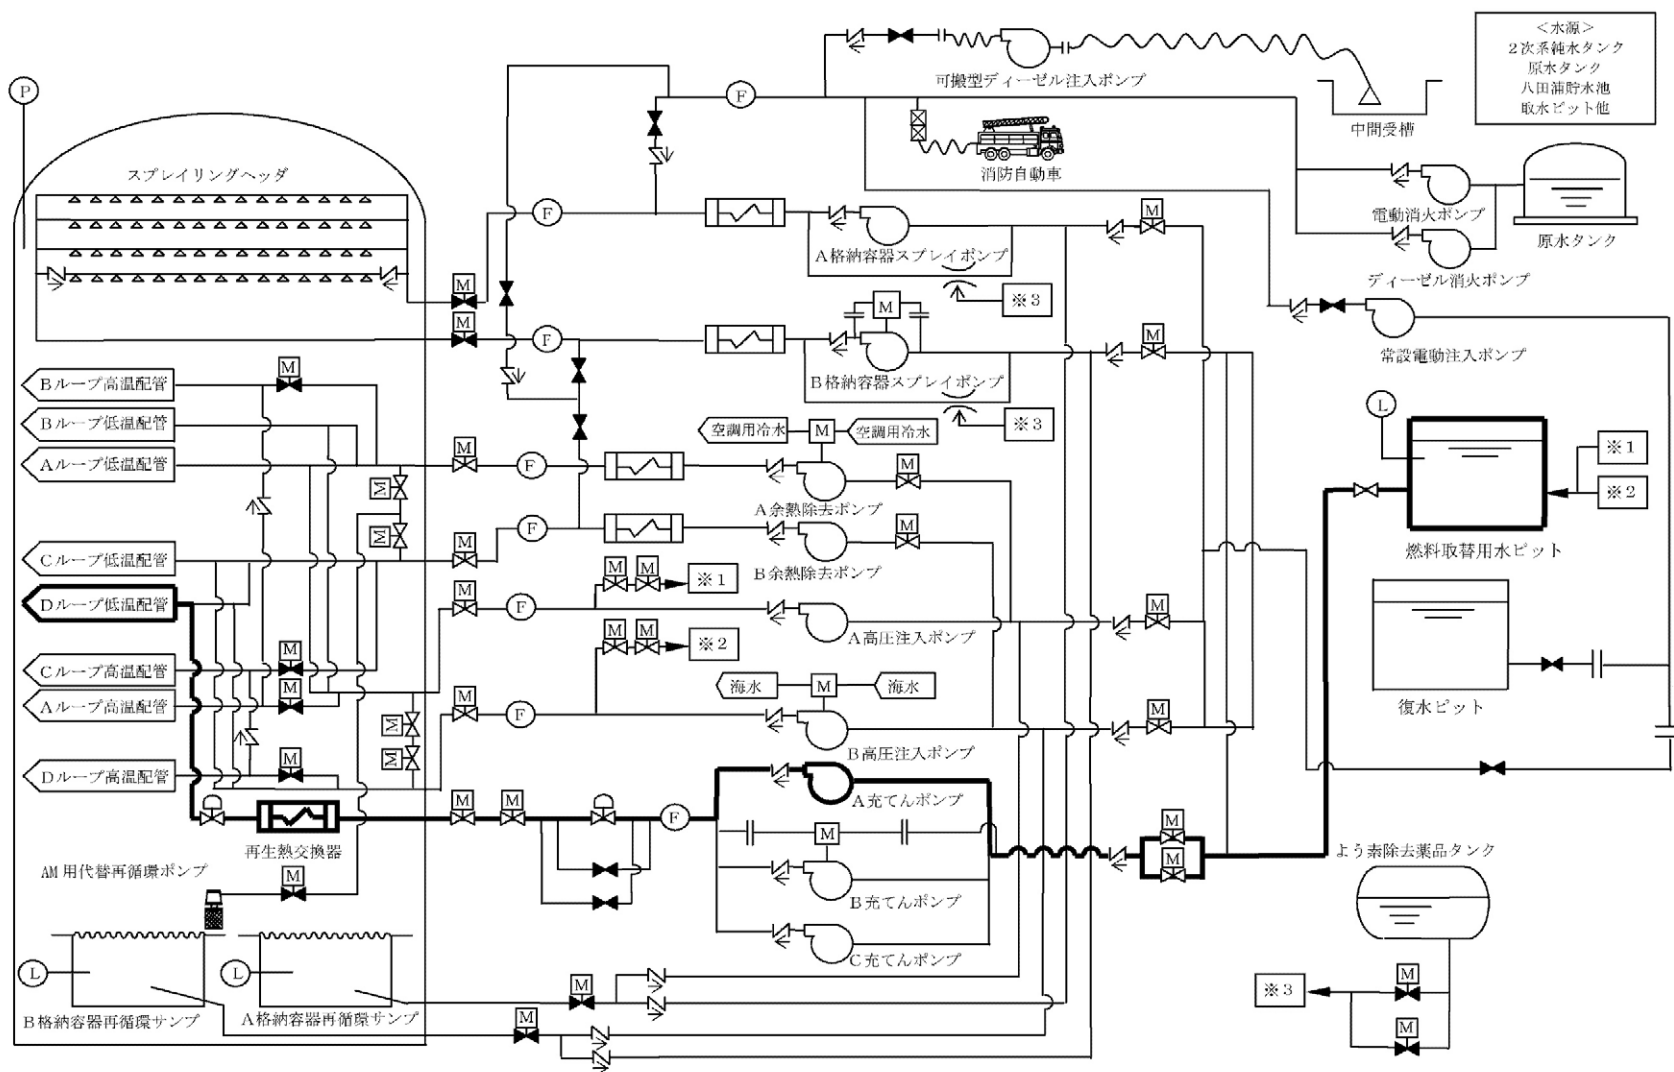 <水源>
2次系純水タンク
原水タンク
八田浦貯水池
取水ピット他
可搬型ディーゼル注入ポンプ
中間受槽
P
F
消防自動車
スプレイリングヘッダ
M
電動消火ポンプ
原水タンク
F
A格納容器スプレイポンプ
ディーゼル消火ポンプ
M
※3
M
M
M
F
B格納容器スプレイポンプ
常設電動注入ポンプ
Bループ高温配管
M
※3
L
Bループ低温配管
空調用冷水
M
空調用冷水
Aループ低温配管
M
F
M
※1
M
※2
A余熱除去ポンプ
M
M
F
M
燃料取替用水ピット
Cループ低温配管
B余熱除去ポンプ
M
M
※1
Dループ低温配管
M
F
M
A高圧注入ポンプ
M
M
※2
Cループ高温配管
M
海水
M
海水
Aループ高温配管
M
M
F
M
復水ピット
M
B高圧注入ポンプ
M
Dループ高温配管
M
A充てんポンプ
M
M
F
M
M
M
再生熱交換器
よう素除去薬品タンク
AM用代替再循環ポンプ
M
B充てんポンプ
C充てんポンプ
L
L
M
M
※3
B格納容器再循環サンプ
A格納容器再循環サンプ
M
M